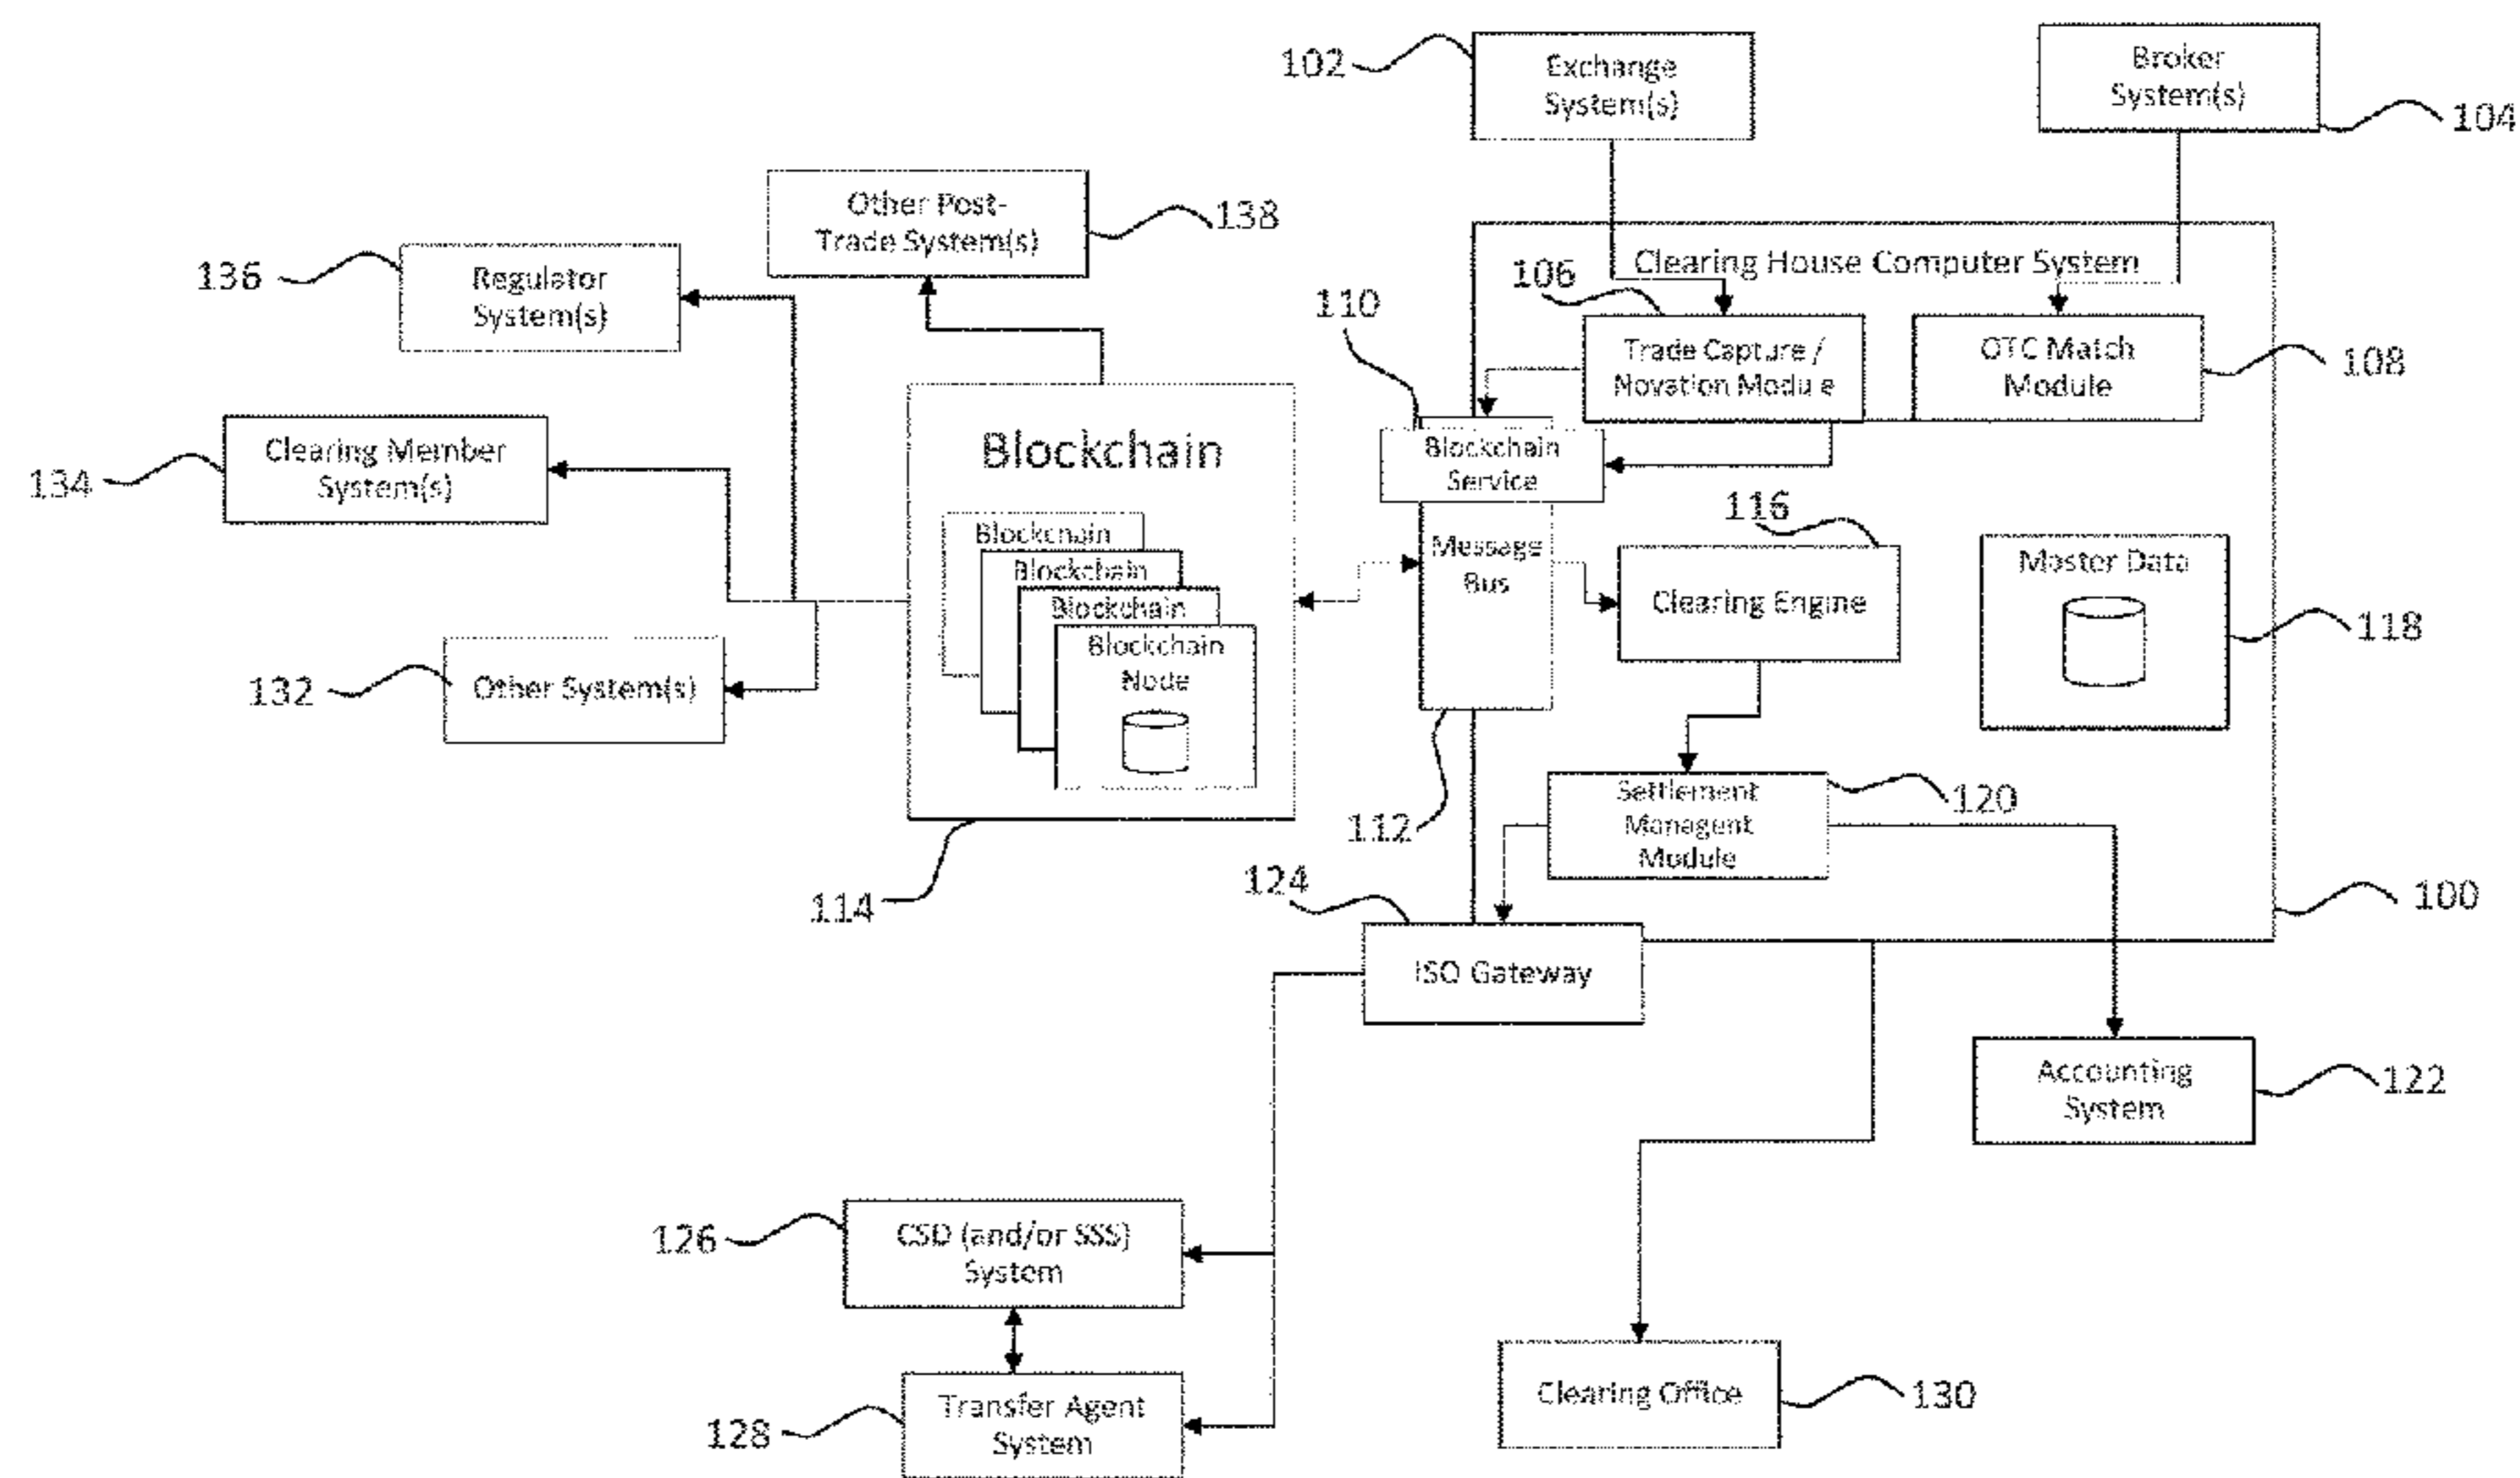 102
Exchange
System(s)
Broker
System(s)
104
Other Post-
Trade System(s)
138
136
Regulator
System(s)
Clearing House Computer System
106
110
Trade Capture /
Novation Module
OTC Match
Module
108
134
Clearing Member
System(s)
Blockchain
Blockchain
Service
116
Blockchain
Blockchain
Blockchain
Blockchain
Node
Message
Bus
Clearing Engine
Master Data
118
132
Other System(s)
112
Settlement
Managent
Module
120
114
124
100
ISO Gateway
Accounting
System
122
126
CSD (and/or SSS)
System
128
Transfer Agent
System
Clearing Office
130